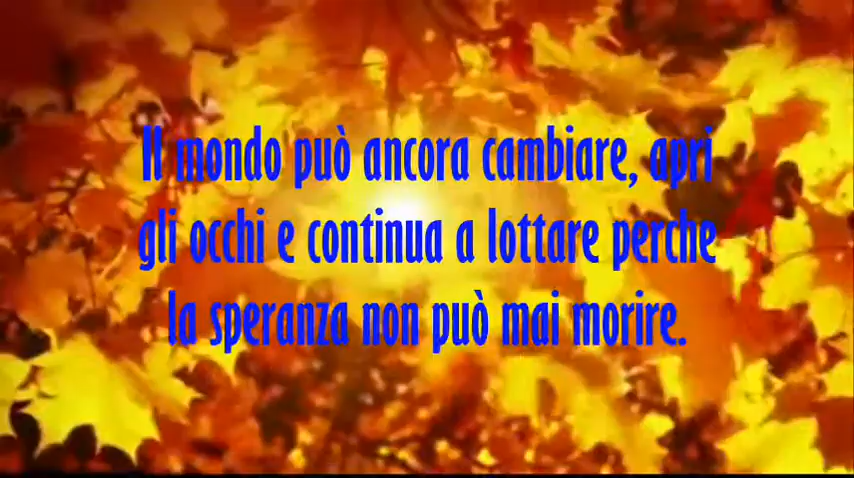 Il mondo può ancora cambiare, apri
gli occhi e continua a lottare perche
la speranza non può mai morire.